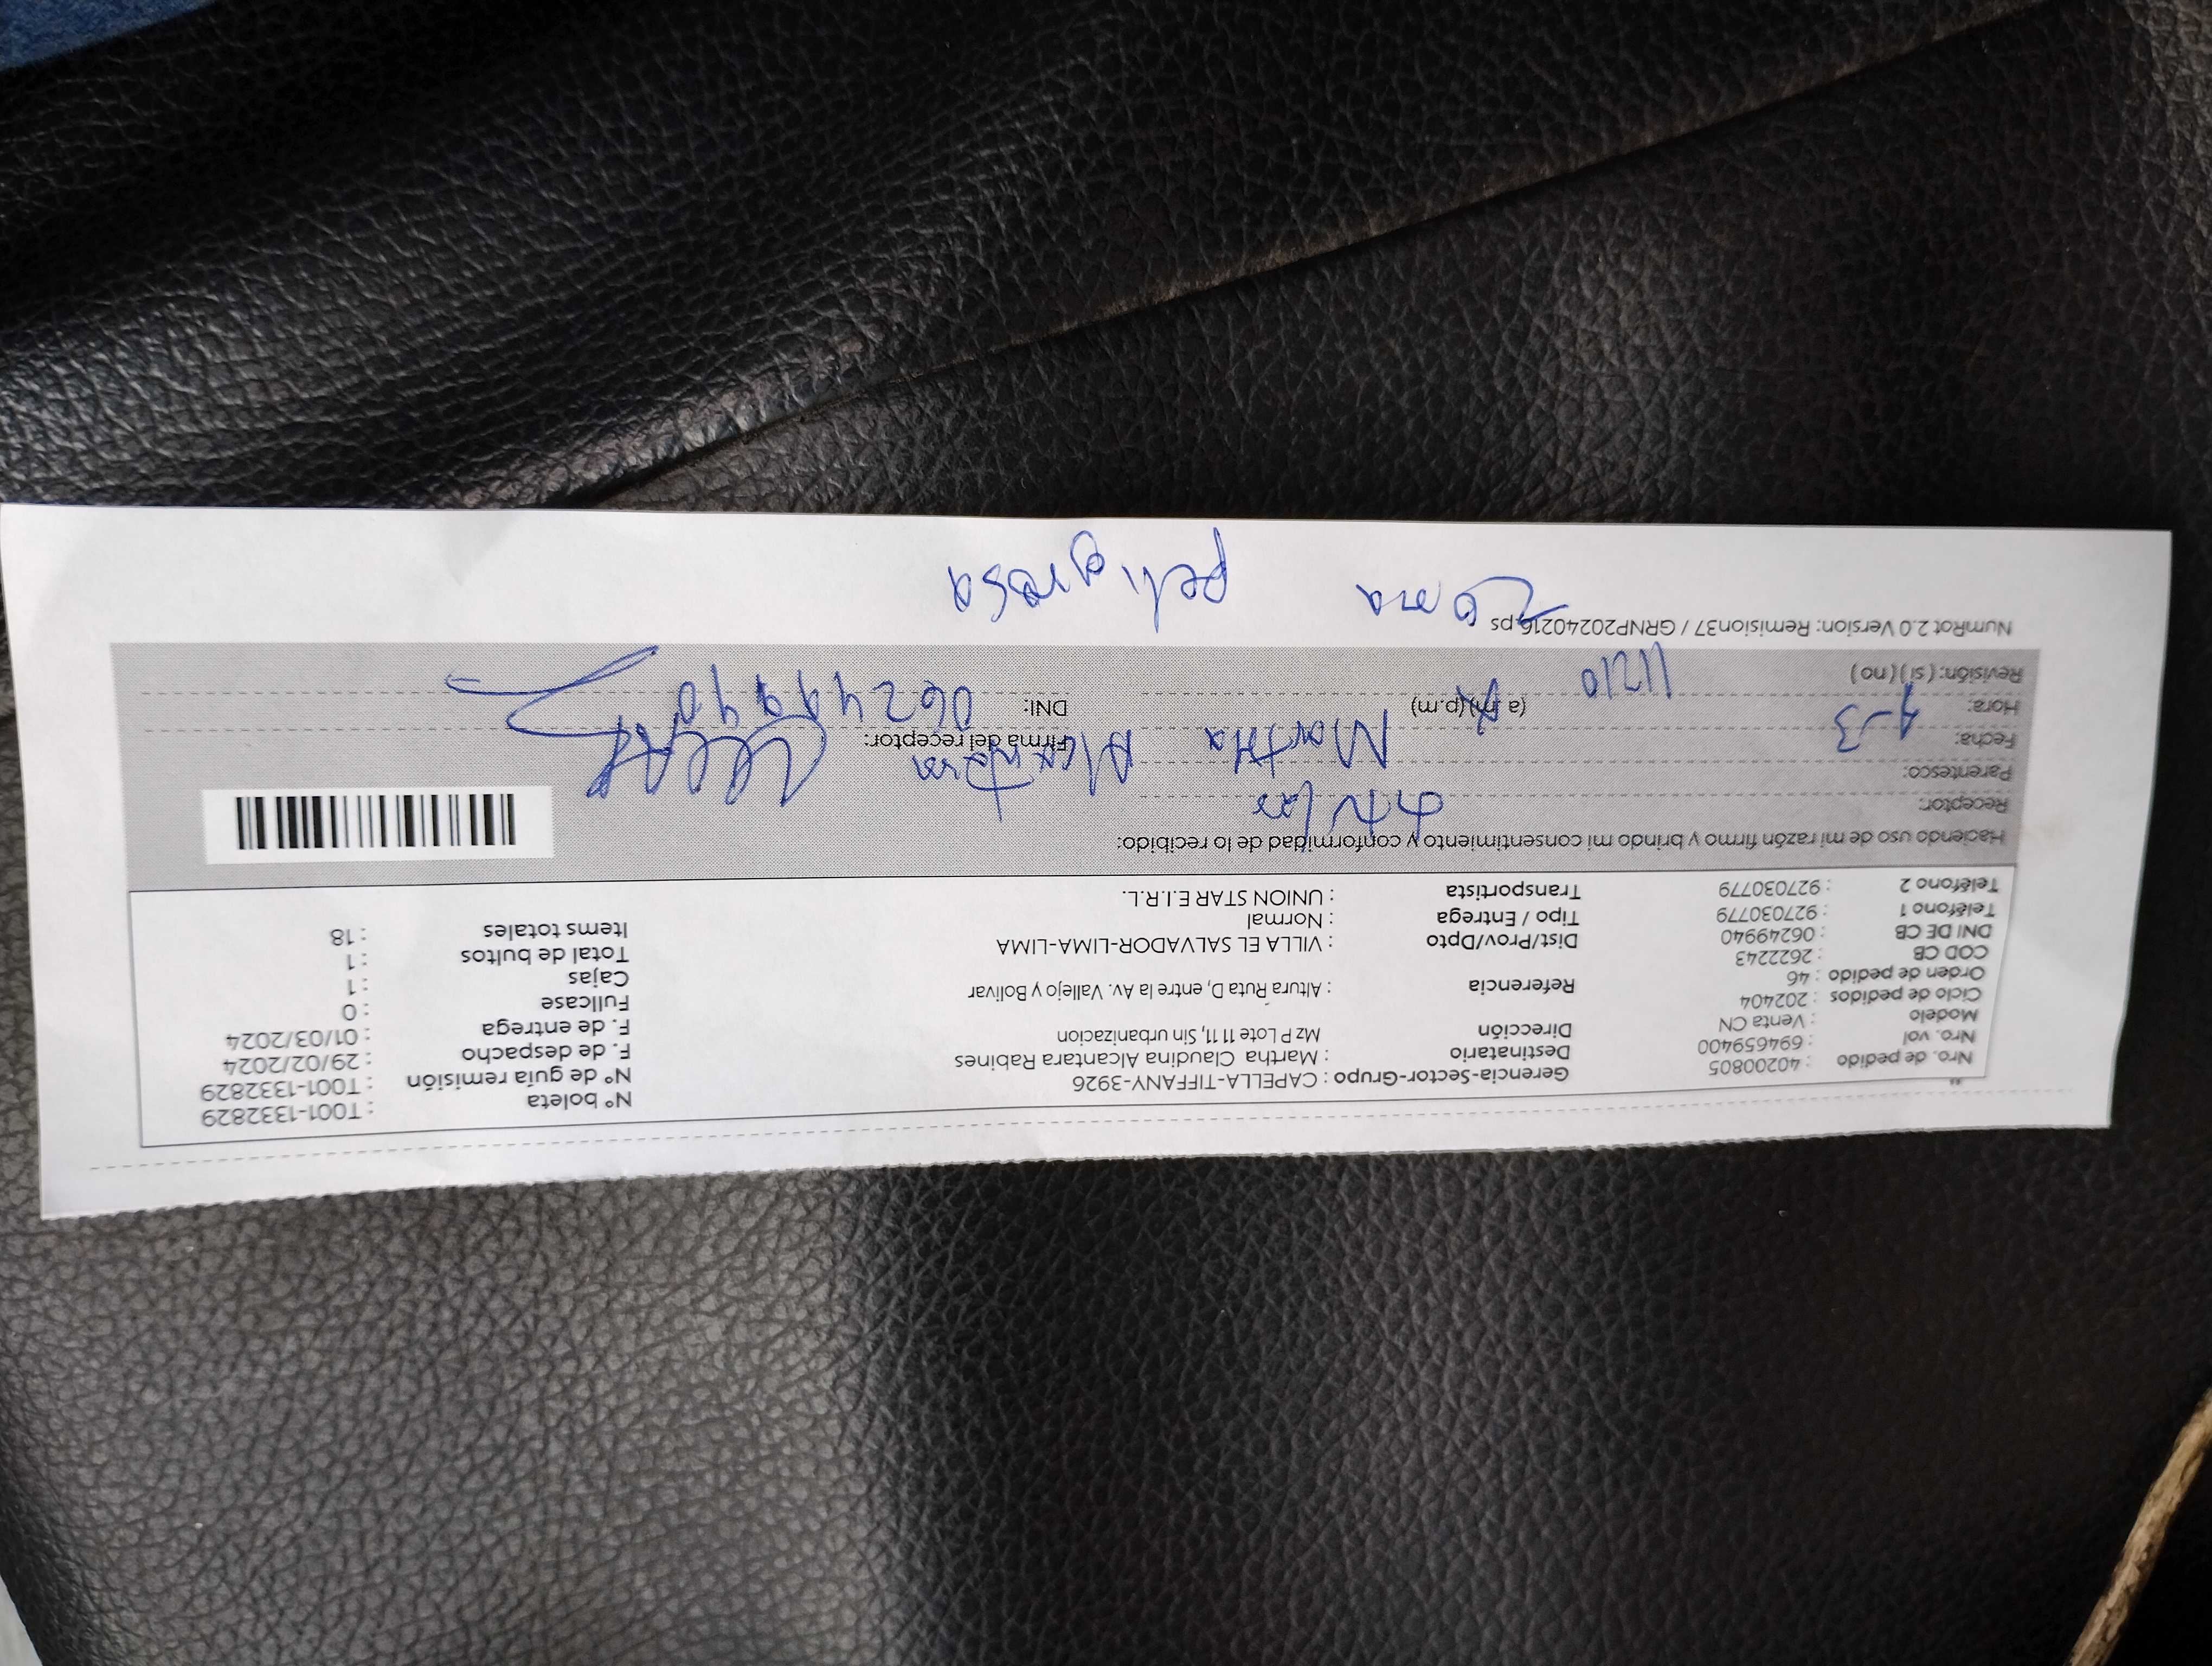 Nro. de pedido : 40200805
Nro. vol : 694659400
Modelo : Venta CN
Ciclo de pedidos : 202404
Orden de pedido : 46
COD CB : 2622243
DNI DE CB : 06249940
Teléfono 1 : 927030779
Teléfono 2 : 927030779
Gerencia-Sector-Grupo : CAPELLA-TIFFANY-3926
Destinatario : Martha Claudina Alcantara Rabines
Dirección Mz P Lote 11 11, Sin urbanizacion
Referencia : Altura Ruta D, entre la Av. Vallejo y Bolivar
Dist/Prov/Dpto : VILLA EL SALVADOR-LIMA-LIMA
Tipo / Entrega : Normal
Transportista : UNION STAR E.I.R.L.
Nº boleta : T001-1332829
Nº de guía remisión : T001-1332829
F. de despacho : 29/02/2024
F. de entrega : 01/03/2024
Fullcase : 0
Cajas : 1
Total de bultos : 1
Items totales : 18
Haciendo uso de mi razón firmo y brindo mi consentimiento y conformidad de lo recibido:
Receptor:
Parentesco: Martha
Fecha: 1-3
Firma del receptor:
Hora: (a.m) (p.m)
DNI: 06249940
Revisión: (si) (no)
NumRot 2.0 Version: Remision37 / GRNP20240216.ps
Zona peligrosa